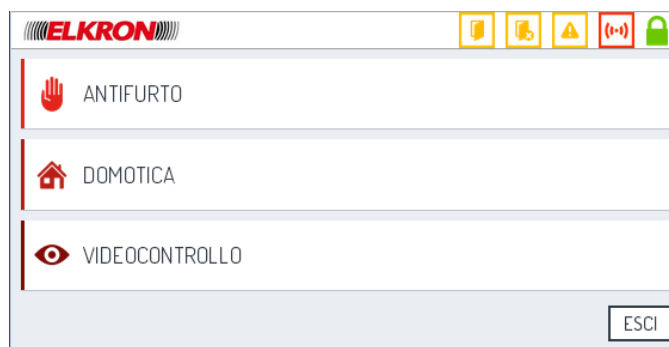 ELKRON
ANTIFURTO
DOMOTICA
VIDEOCONTROLLO
ESCI